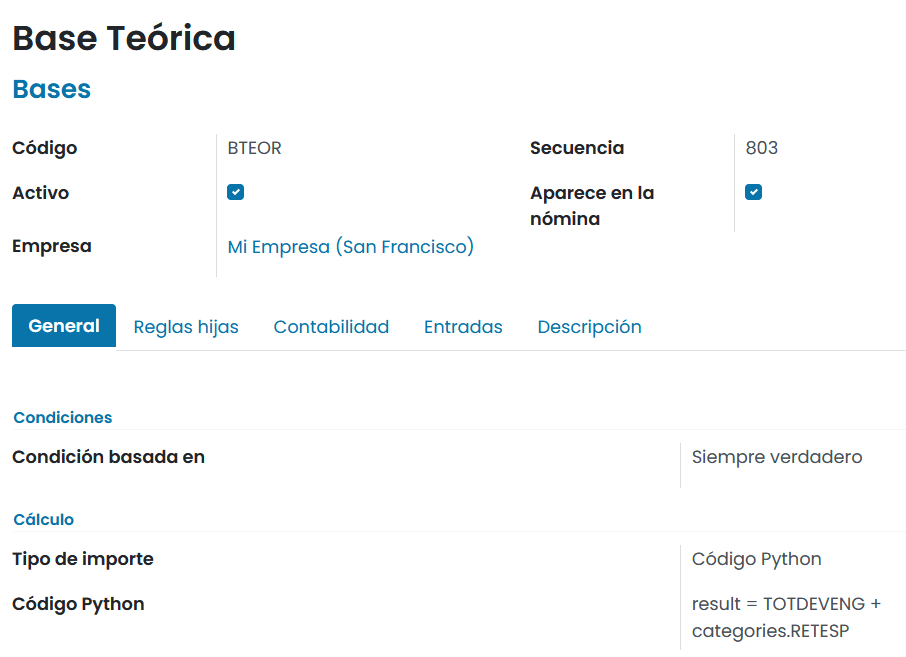 Base Teórica
Bases
Código
BTEOR
Secuencia
803
Activo
Aparece en la
nómina
Empresa
Mi Empresa (San Francisco)
General
Reglas hijas
Contabilidad
Entradas
Descripción
Condiciones
Condición basada en
Siempre verdadero
Cálculo
Tipo de importe
Código Python
Código Python
result = TOTDEVENG +
categories.RETESP